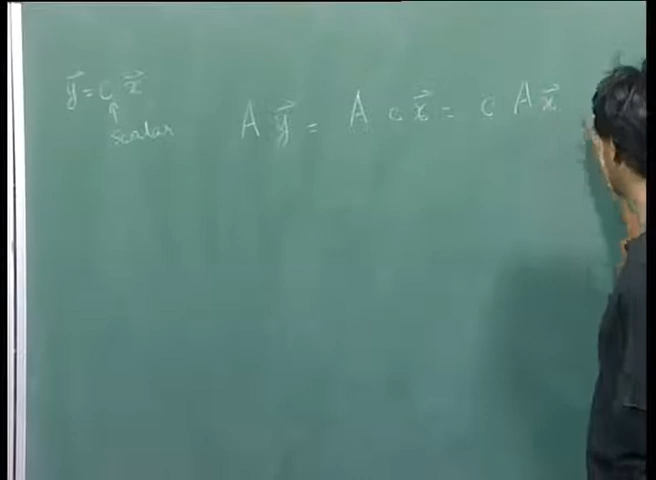 y⃗ = c x⃗
scalar
A y⃗ = A c x⃗ = c A x⃗